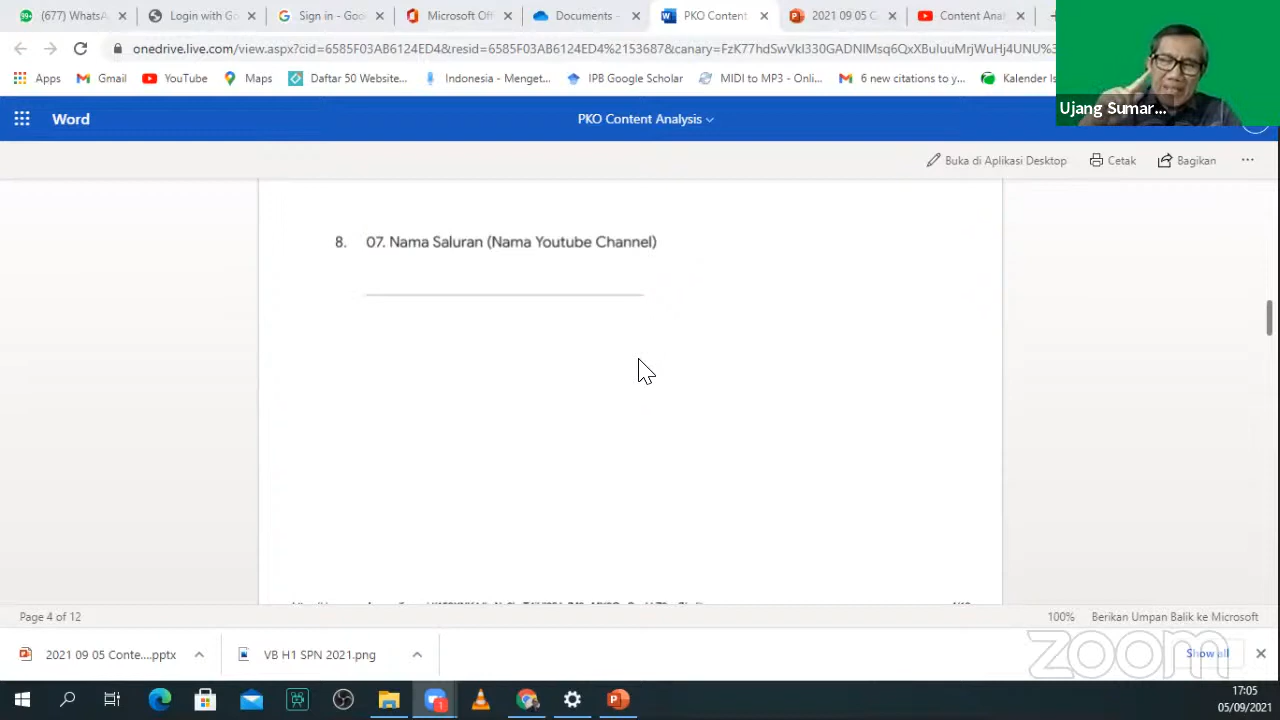 (677) WhatsA
Login with Go
Sign in - Goo
Microsoft Off
Documents -
PKO Content
2021 09 05 C
Content Anal
onedrive.live.com/view.aspx?cid=6585F03AB6124ED4&resid=6585F03AB6124ED4%21536
Apps
Gmail
YouTube
Maps
Daftar 50 Website...
Indonesia - Menget...
IPB Google Scholar
MIDI to MP3 - Onli...
6 new citations to y...
Kalender Is
Ujang Sumar...
Word
PKO Content Analysis
Buka di Aplikasi Desktop
Cetak
Bagikan
8. 07. Nama Saluran (Nama Youtube Channel)
Page 4 of 12
100%
Berikan Umpan Balik ke Microsoft
2021 09 05 Conte....pptx
VB H1 SPN 2021.png
Show all
zoom
17:05
05/09/2021